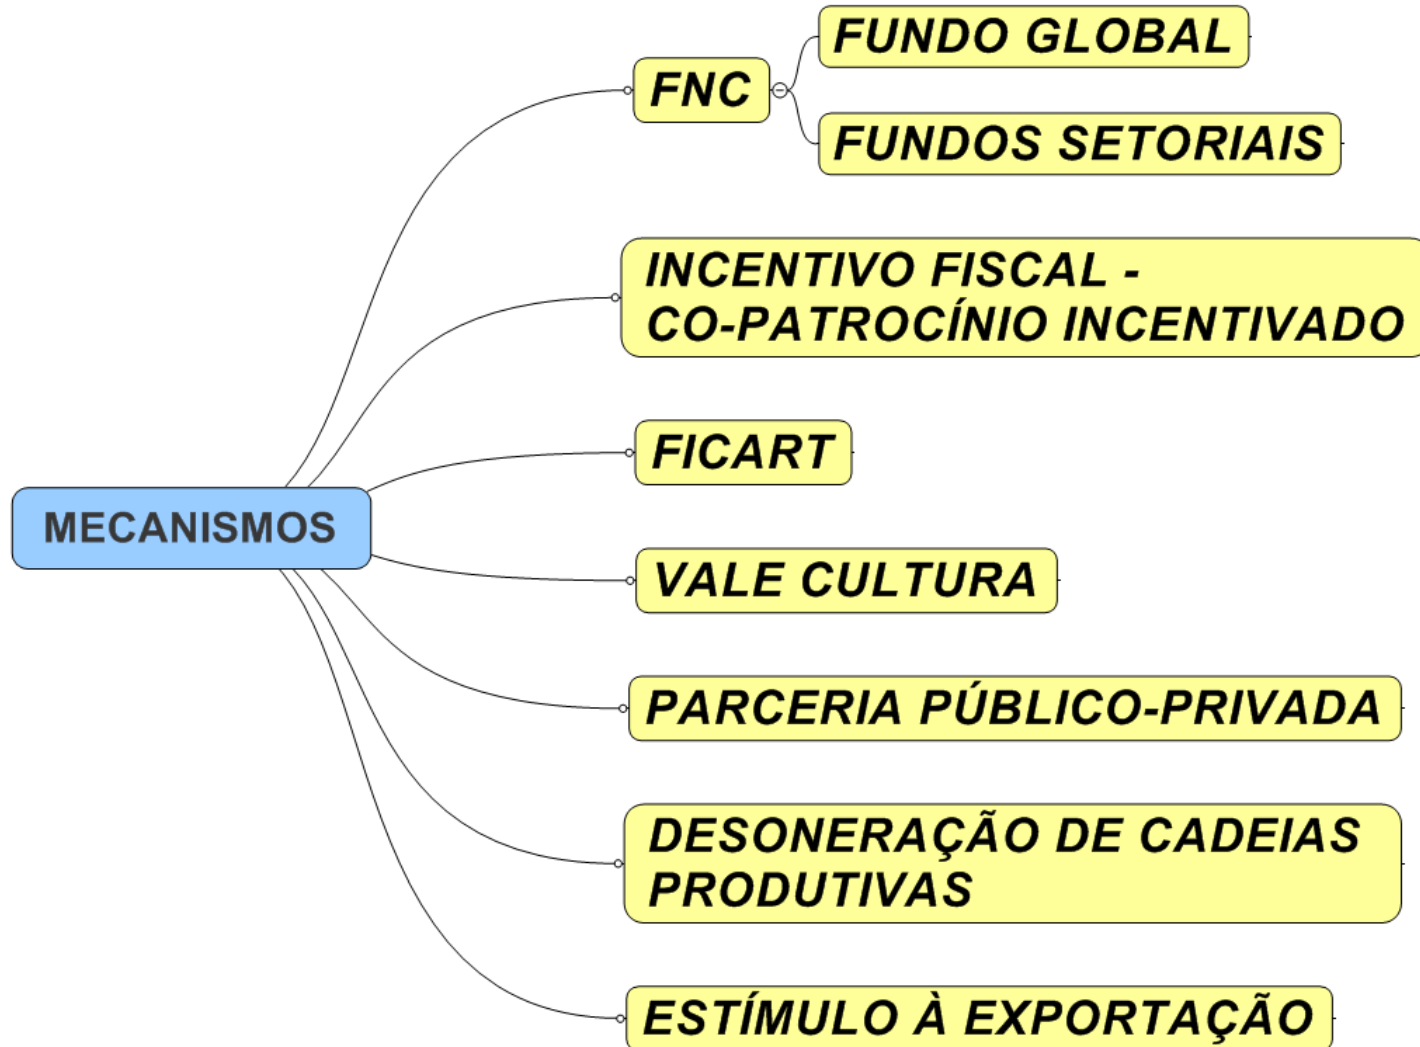 FUNDO GLOBAL
FNC
FUNDOS SETORIAIS
INCENTIVO FISCAL -
CO-PATROCÍNIO INCENTIVADO
FICART
MECANISMOS
VALE CULTURA
PARCERIA PÚBLICO-PRIVADA
DESONERAÇÃO DE CADEIAS
PRODUTIVAS
ESTÍMULO À EXPORTAÇÃO